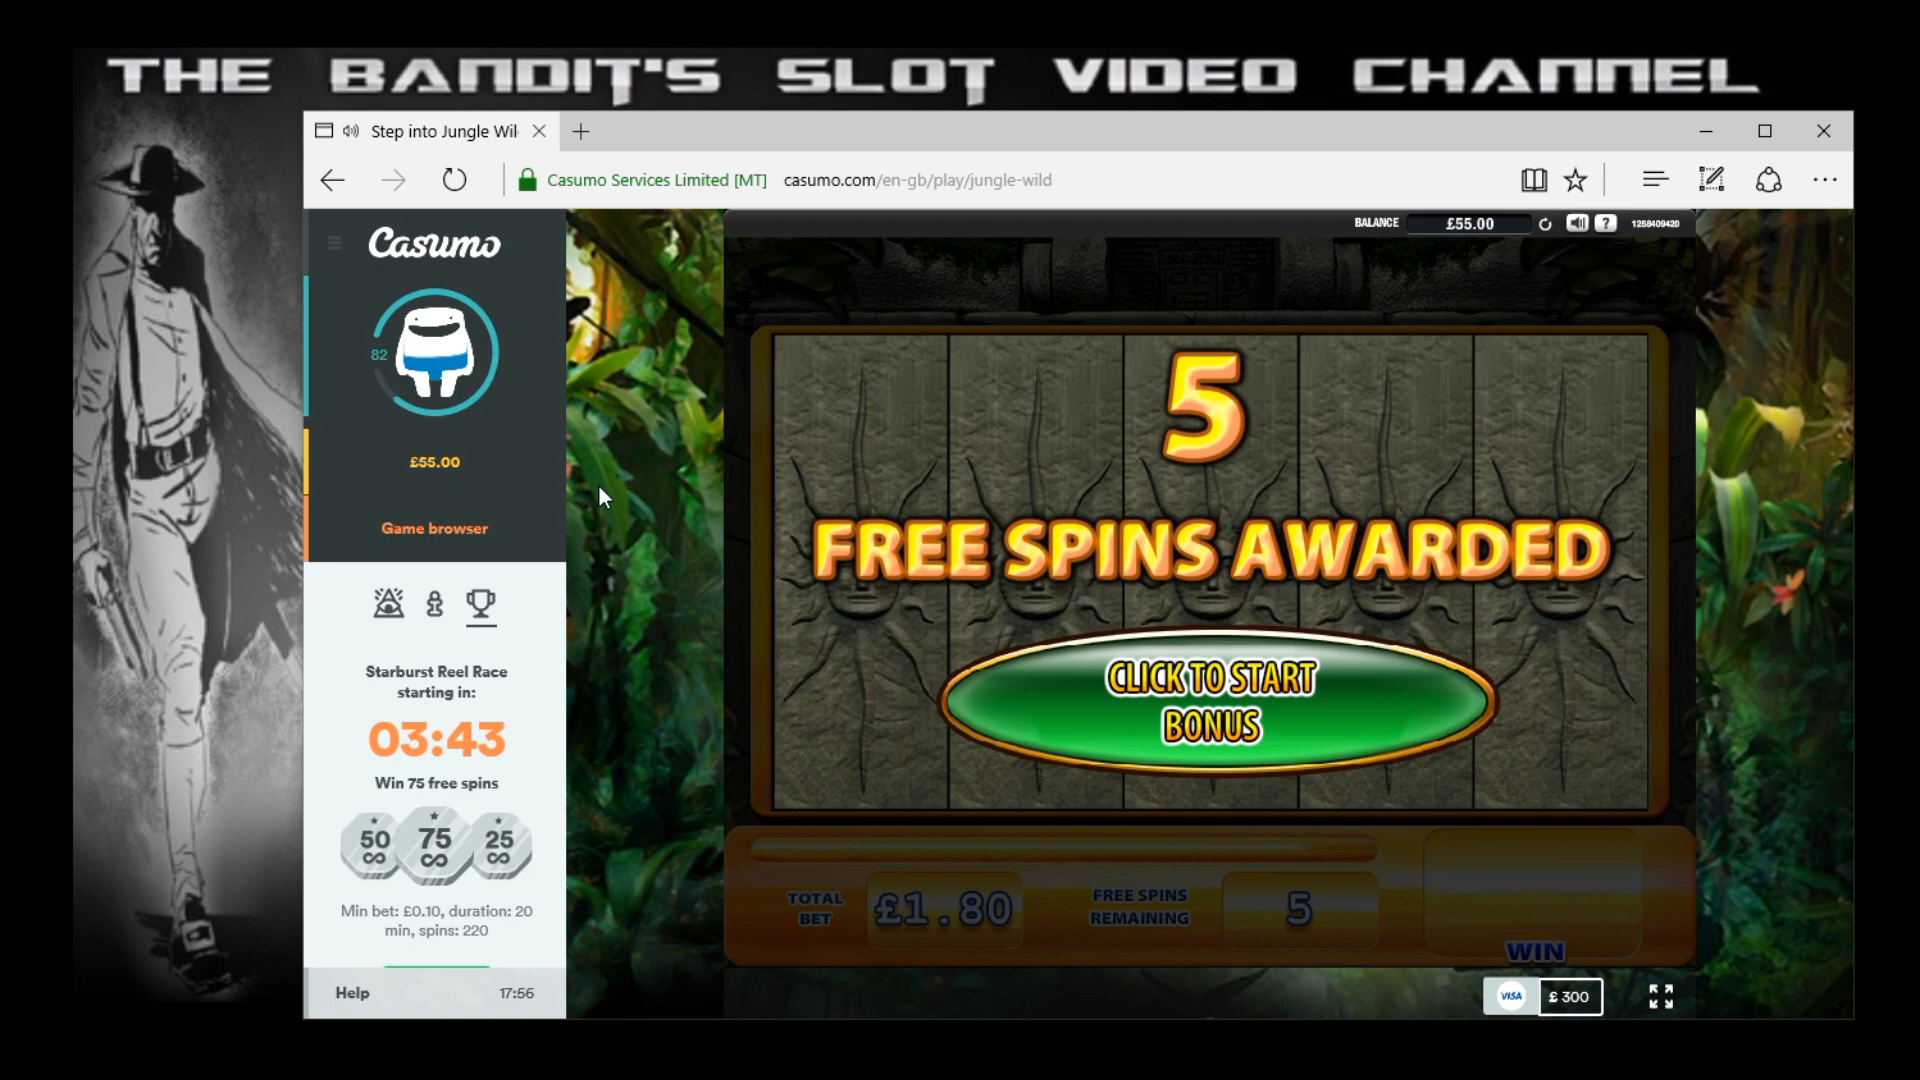 THE BANDIT'S SLOT VIDEO CHANNEL
Step into Jungle Wil
Casumo Services Limited [MT] casumo.com/en-gb/play/jungle-wild
Casumo
82
£55.00
Game browser
Starburst Reel Race
starting in:
03:43
Win 75 free spins
50 75 25
Min bet: £0.10, duration: 20
min, spins: 220
Help 17:56
BALANCE £55.00 ? 1258409420
5
FREE SPINS AWARDED
CLICK TO START
BONUS
TOTAL
BET
£1.80
FREE SPINS
REMAINING
5
WIN
VISA £ 300